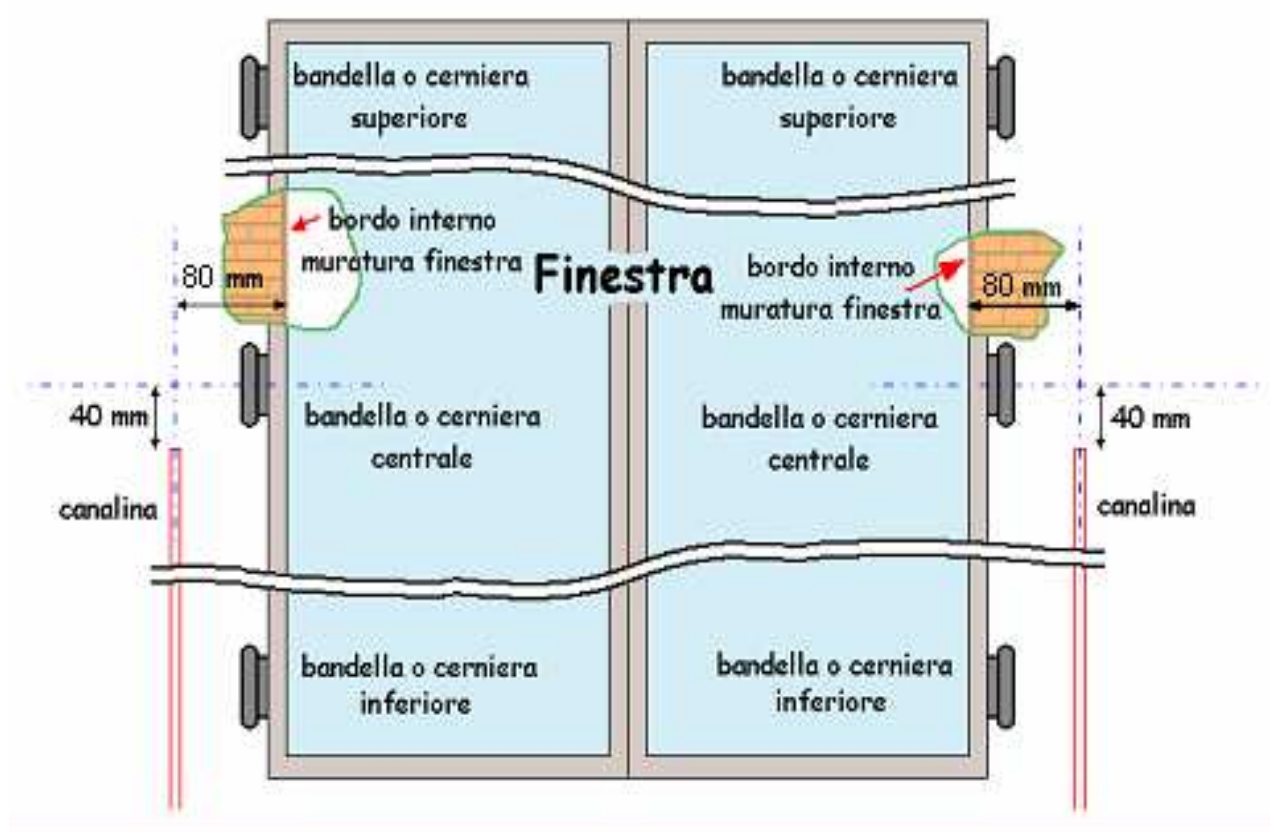 bandella o cerniera
superiore
bandella o cerniera
superiore
bordo interno
muratura finestra
80 mm
Finestra
bordo interno
muratura finestra
80 mm
40 mm
bandella o cerniera
centrale
bandella o cerniera
centrale
40 mm
canalina
canalina
bandella o cerniera
inferiore
bandella o cerniera
inferiore